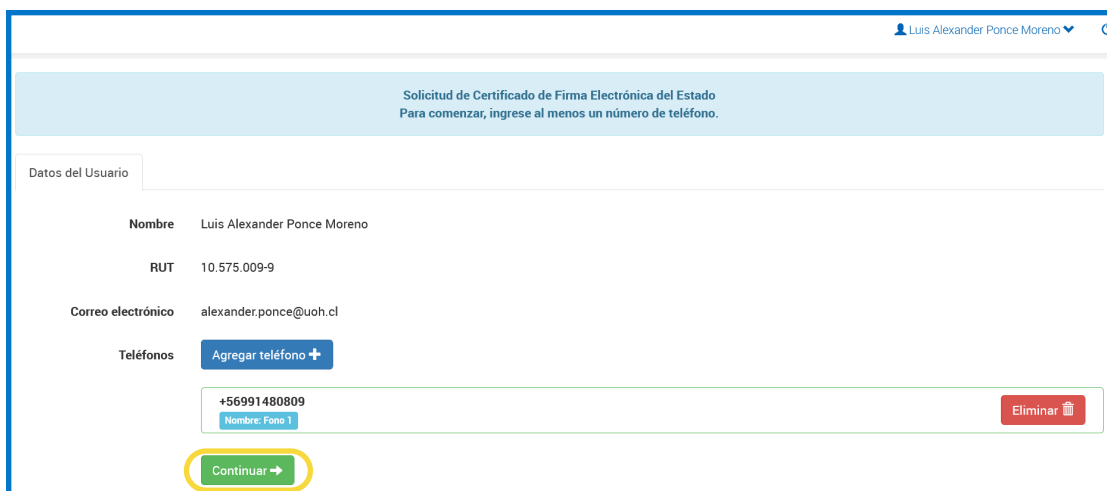 Luis Alexander Ponce Moreno
Solicitud de Certificado de Firma Electrónica del Estado
Para comenzar, ingrese al menos un número de teléfono.
Datos del Usuario
Nombre Luis Alexander Ponce Moreno
RUT 10.575.009-9
Correo electrónico alexander.ponce@uoh.cl
Teléfonos Agregar teléfono
+56991480809
Nombre: Fono 1
Eliminar
Continuar